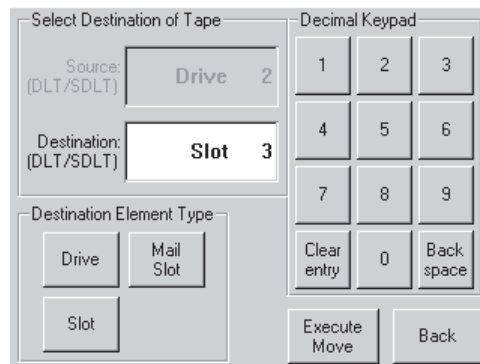 Select Destination of Tape
Source:
(DLT/SDLT)
Drive 2
Destination:
(DLT/SDLT)
Slot 3
Destination Element Type
Drive
Mail
Slot
Slot
Decimal Keypad
1 2 3
4 5 6
7 8 9
Clear
entry
0
Back
space
Execute
Move
Back